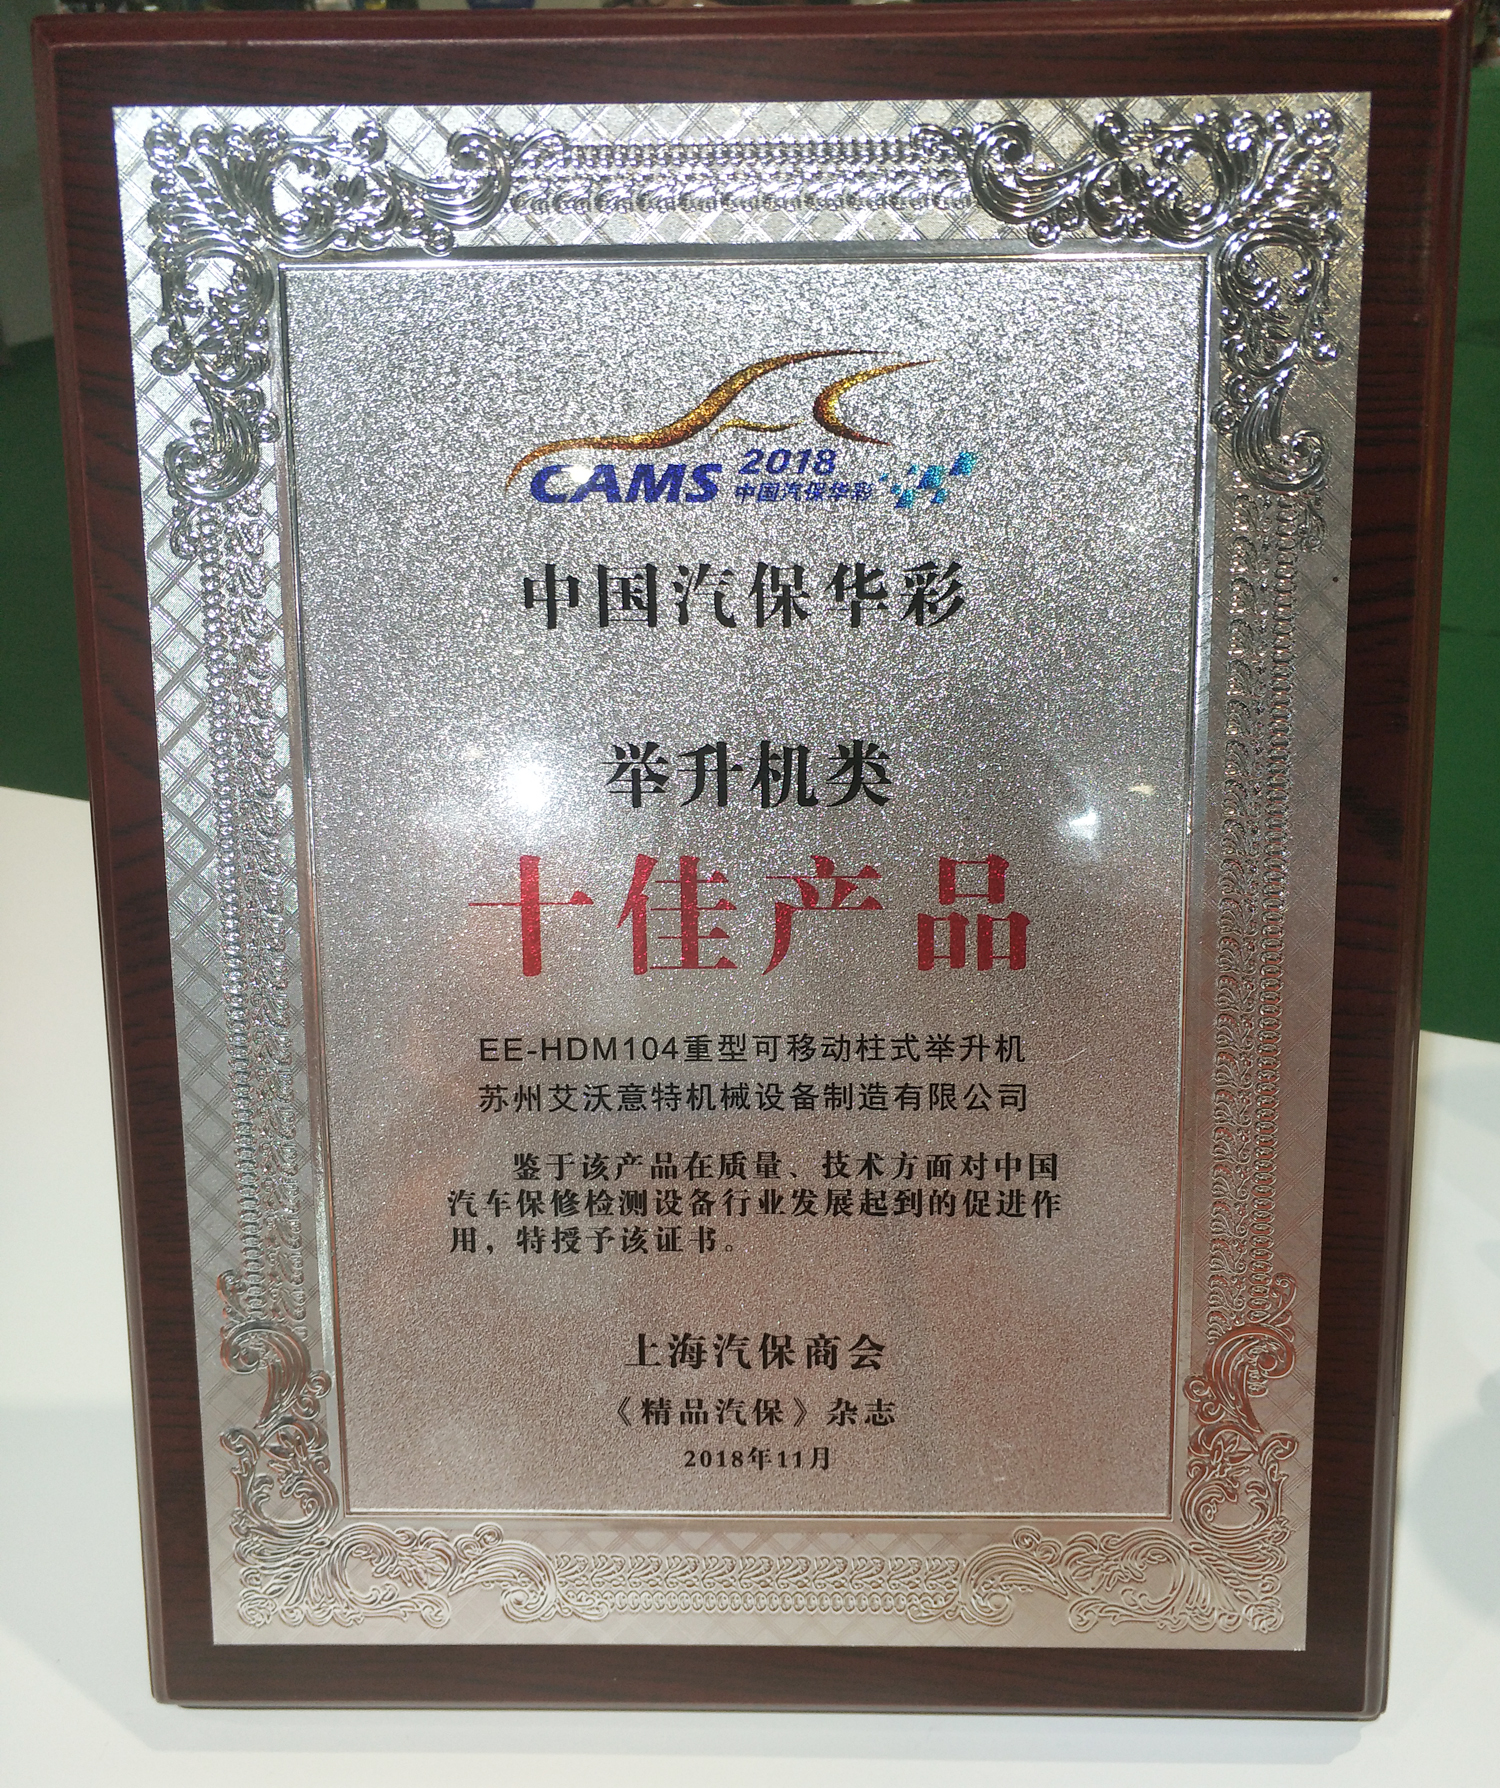 CAMS 2018
中国汽保华彩
中国汽保华彩
举升机类
十佳产品
EE-HDM104重型可移动柱式举升机
苏州艾沃意特机械设备制造有限公司
鉴于该产品在质量、技术方面对中国
汽车保修检测设备行业发展起到的促进作
用，特授予该证书。
上海汽保商会
《精品汽保》杂志
2018年11月